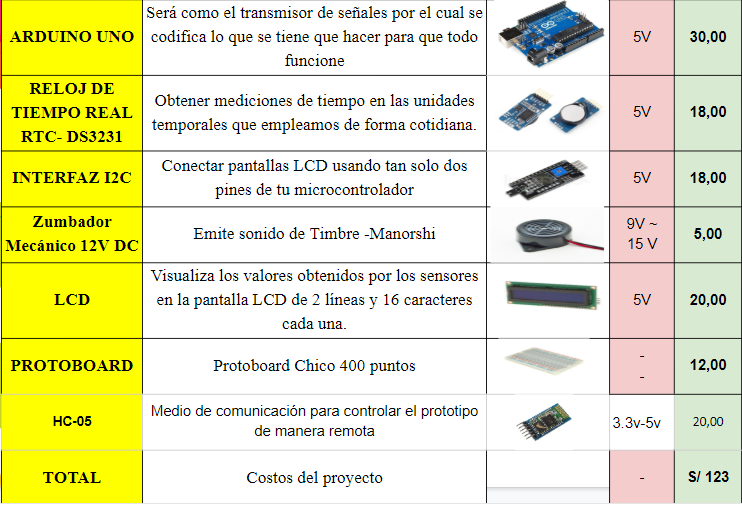 ARDUINO UNO
Será como el transmisor de señales por el cual se
codifica lo que se tiene que hacer para que todo
funcione
5V
30,00
RELOJ DE
TIEMPO REAL
RTC- DS3231
Obtener mediciones de tiempo en las unidades
temporales que empleamos de forma cotidiana.
5V
18,00
INTERFAZ I2C
Conectar pantallas LCD usando tan solo dos
pines de tu microcontrolador
5V
18,00
Zumbador
Mecánico 12V DC
Emite sonido de Timbre -Manorshi
9V ~
15 V
5,00
LCD
Visualiza los valores obtenidos por los sensores
en la pantalla LCD de 2 líneas y 16 caracteres
cada una.
5V
20,00
PROTOBOARD
Protoboard Chico 400 puntos
-
-
12,00
HC-05
Medio de comunicación para controlar el prototipo
de manera remota
3.3v-5v
20,00
TOTAL
Costos del proyecto
-
S/ 123